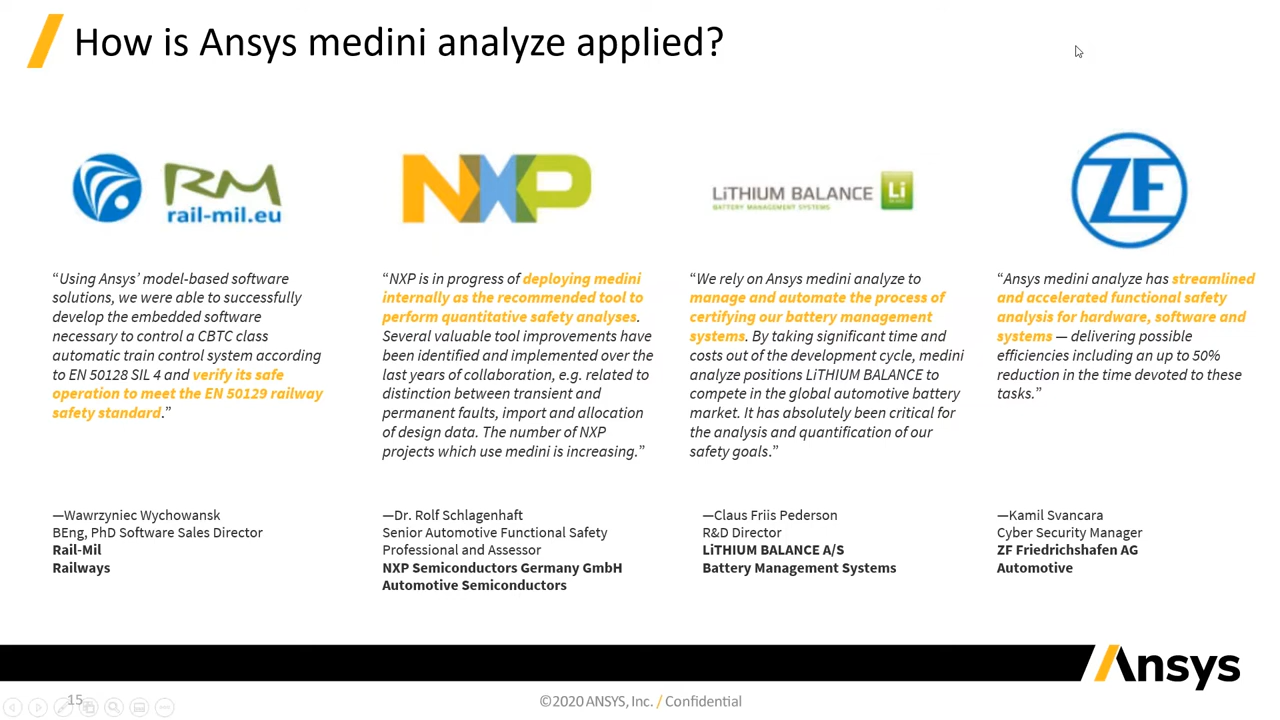 How is Ansys medini analyze applied?
RM
rail-mil.eu
NXP
LiTHIUM BALANCE
BATTERY MANAGEMENT SYSTEMS
Li
ZF
“Using Ansys’ model-based software
solutions, we were able to successfully
develop the embedded software
necessary to control a CBTC class
automatic train control system according
to EN 50128 SIL 4 and verify its safe
operation to meet the EN 50129 railway
safety standard.”
—Wawrzyniec Wychowansk
BEng, PhD Software Sales Director
Rail-Mil
Railways
“NXP is in progress of deploying medini
internally as the recommended tool to
perform quantitative safety analyses.
Several valuable tool improvements have
been identified and implemented over the
last years of collaboration, e.g. related to
distinction between transient and
permanent faults, import and allocation
of design data. The number of NXP
projects which use medini is increasing.”
—Dr. Rolf Schlagenhaft
Senior Automotive Functional Safety
Professional and Assessor
NXP Semiconductors Germany GmbH
Automotive Semiconductors
“We rely on Ansys medini analyze to
manage and automate the process of
certifying our battery management
systems. By taking significant time and
costs out of the development cycle, medini
analyze positions LiTHIUM BALANCE to
compete in the global automotive battery
market. It has absolutely been critical for
the analysis and quantification of our
safety goals.”
—Claus Friis Pederson
R&D Director
LiTHIUM BALANCE A/S
Battery Management Systems
“Ansys medini analyze has streamlined
and accelerated functional safety
analysis for hardware, software and
systems — delivering possible
efficiencies including an up to 50%
reduction in the time devoted to these
tasks.”
—Kamil Svancara
Cyber Security Manager
ZF Friedrichshafen AG
Automotive
Ansys
15
©2020 ANSYS, Inc. / Confidential